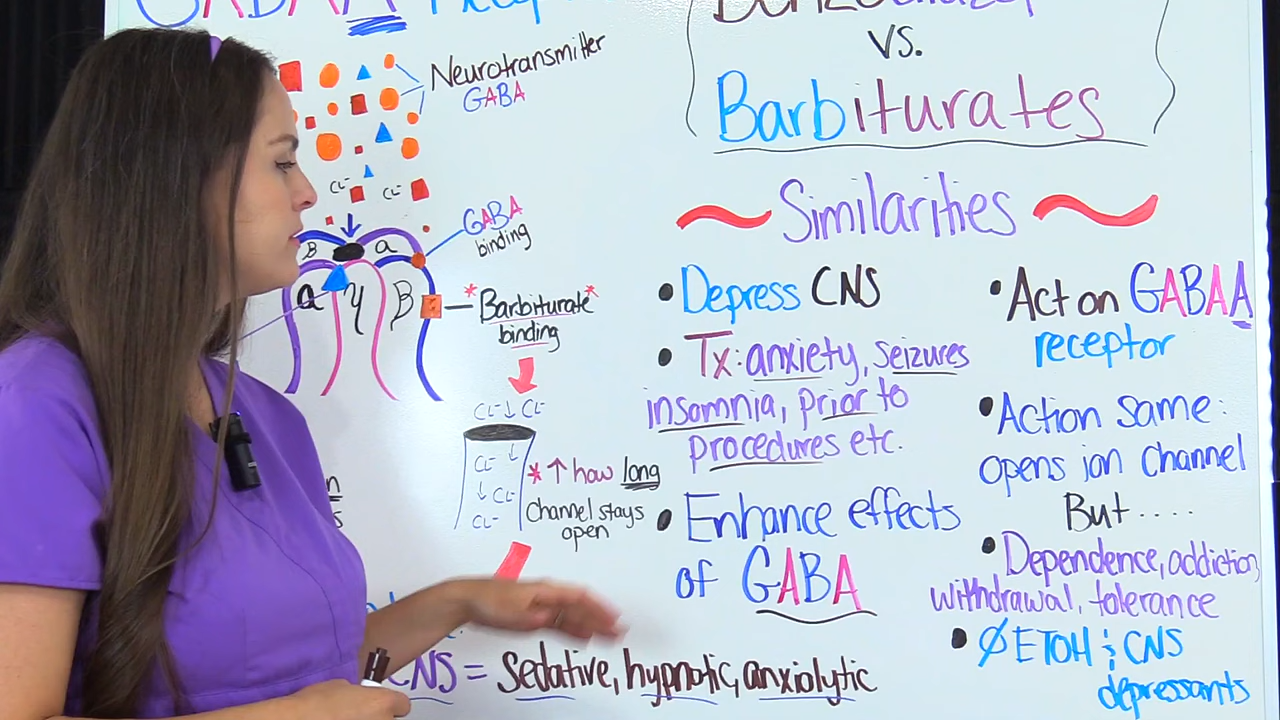 GABAA Receptor
Neurotransmitter
GABA
Cl- Cl-
GABA
binding
B a
a γ B
*Barbiturate*
binding
Cl-↓ Cl-
Cl- ↓
↓ Cl-
Cl-
* ↑ how long
Channel stays
open
CNS = sedative, hypnotic, anxiolytic
vs.
Barbiturates
~ Similarities ~
• Depress CNS
• Tx: anxiety, seizures
insomnia, prior to
procedures etc.
• Enhance effects
of GABA
• Act on GABAA
receptor
• Action same:
opens ion channel
But....
• Dependence, addiction,
withdrawal, tolerance
• Ø ETOH & CNS
depressants